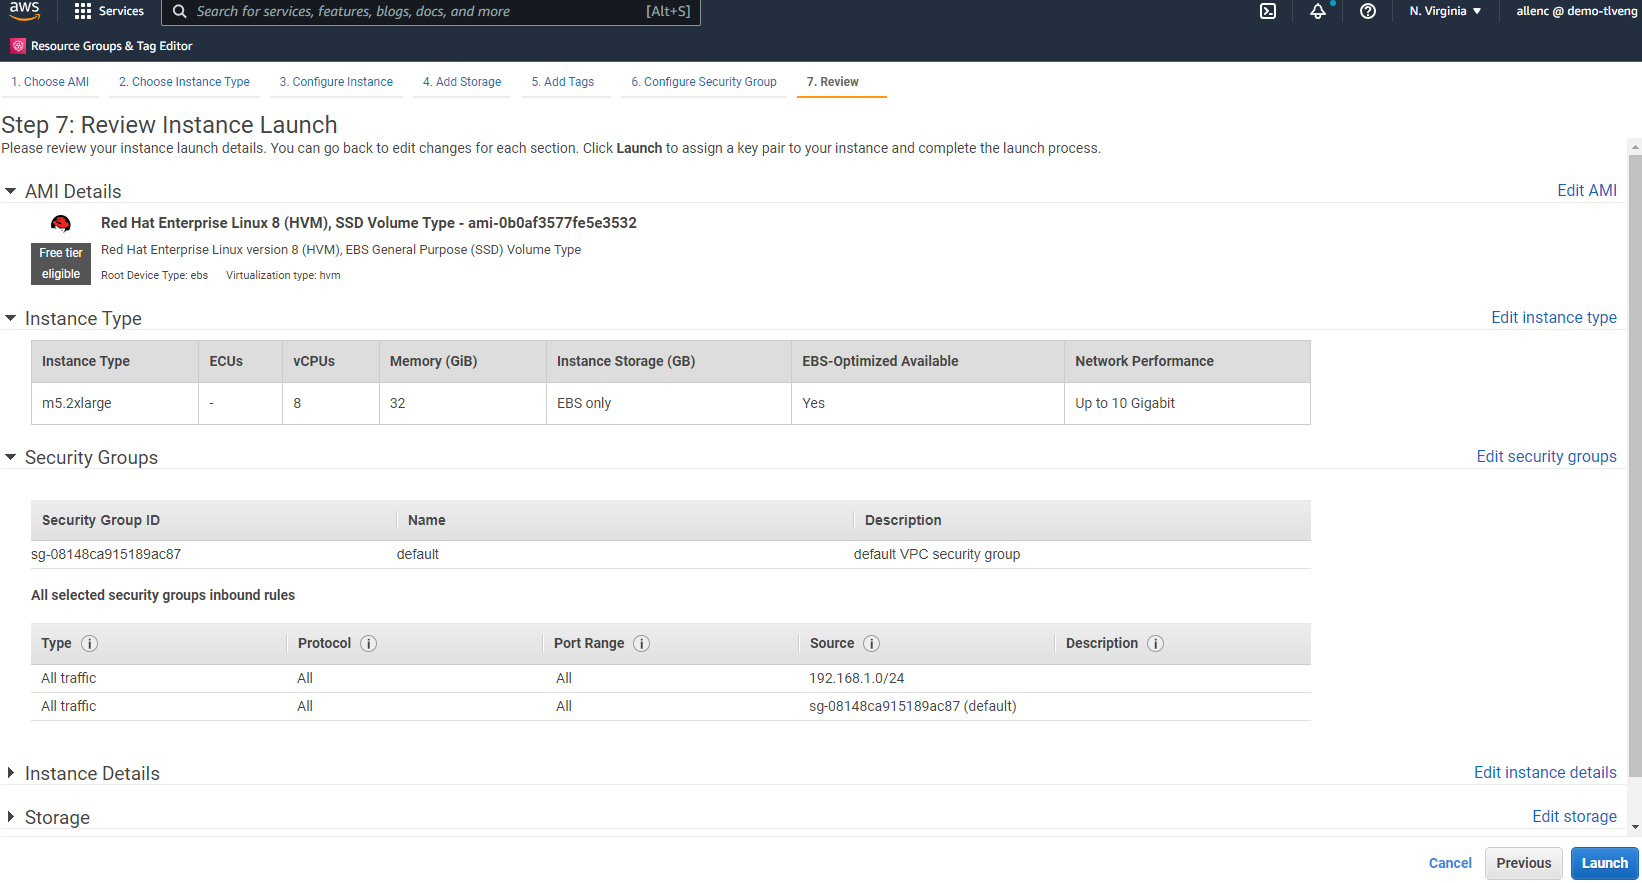 aws Services Search for services, features, blogs, docs, and more [Alt+S] N. Virginia ▼ allenc @ demo-tlveng
Resource Groups & Tag Editor
1. Choose AMI 2. Choose Instance Type 3. Configure Instance 4. Add Storage 5. Add Tags 6. Configure Security Group 7. Review
Step 7: Review Instance Launch
Please review your instance launch details. You can go back to edit changes for each section. Click Launch to assign a key pair to your instance and complete the launch process.
AMI Details Edit AMI
Red Hat Enterprise Linux 8 (HVM), SSD Volume Type - ami-0b0af3577fe5e3532
Free tier eligible
Red Hat Enterprise Linux version 8 (HVM), EBS General Purpose (SSD) Volume Type
Root Device Type: ebs Virtualization type: hvm
Instance Type Edit instance type
Instance Type ECUs vCPUs Memory (GiB) Instance Storage (GB) EBS-Optimized Available Network Performance
m5.2xlarge - 8 32 EBS only Yes Up to 10 Gigabit
Security Groups Edit security groups
Security Group ID Name Description
sg-08148ca915189ac87 default default VPC security group
All selected security groups inbound rules
Type i Protocol i Port Range i Source i Description i
All traffic All All 192.168.1.0/24
All traffic All All sg-08148ca915189ac87 (default)
Instance Details Edit instance details
Storage Edit storage
Cancel Previous Launch